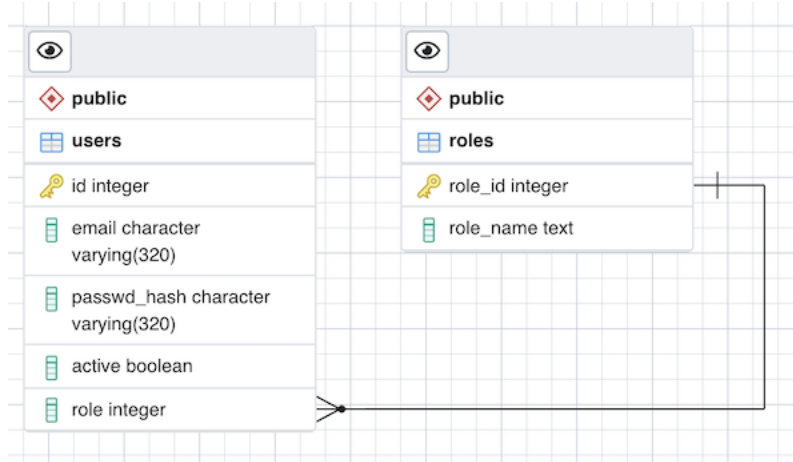 public
users
id integer
email character
varying(320)
passwd_hash character
varying(320)
active boolean
role integer
public
roles
role_id integer
role_name text